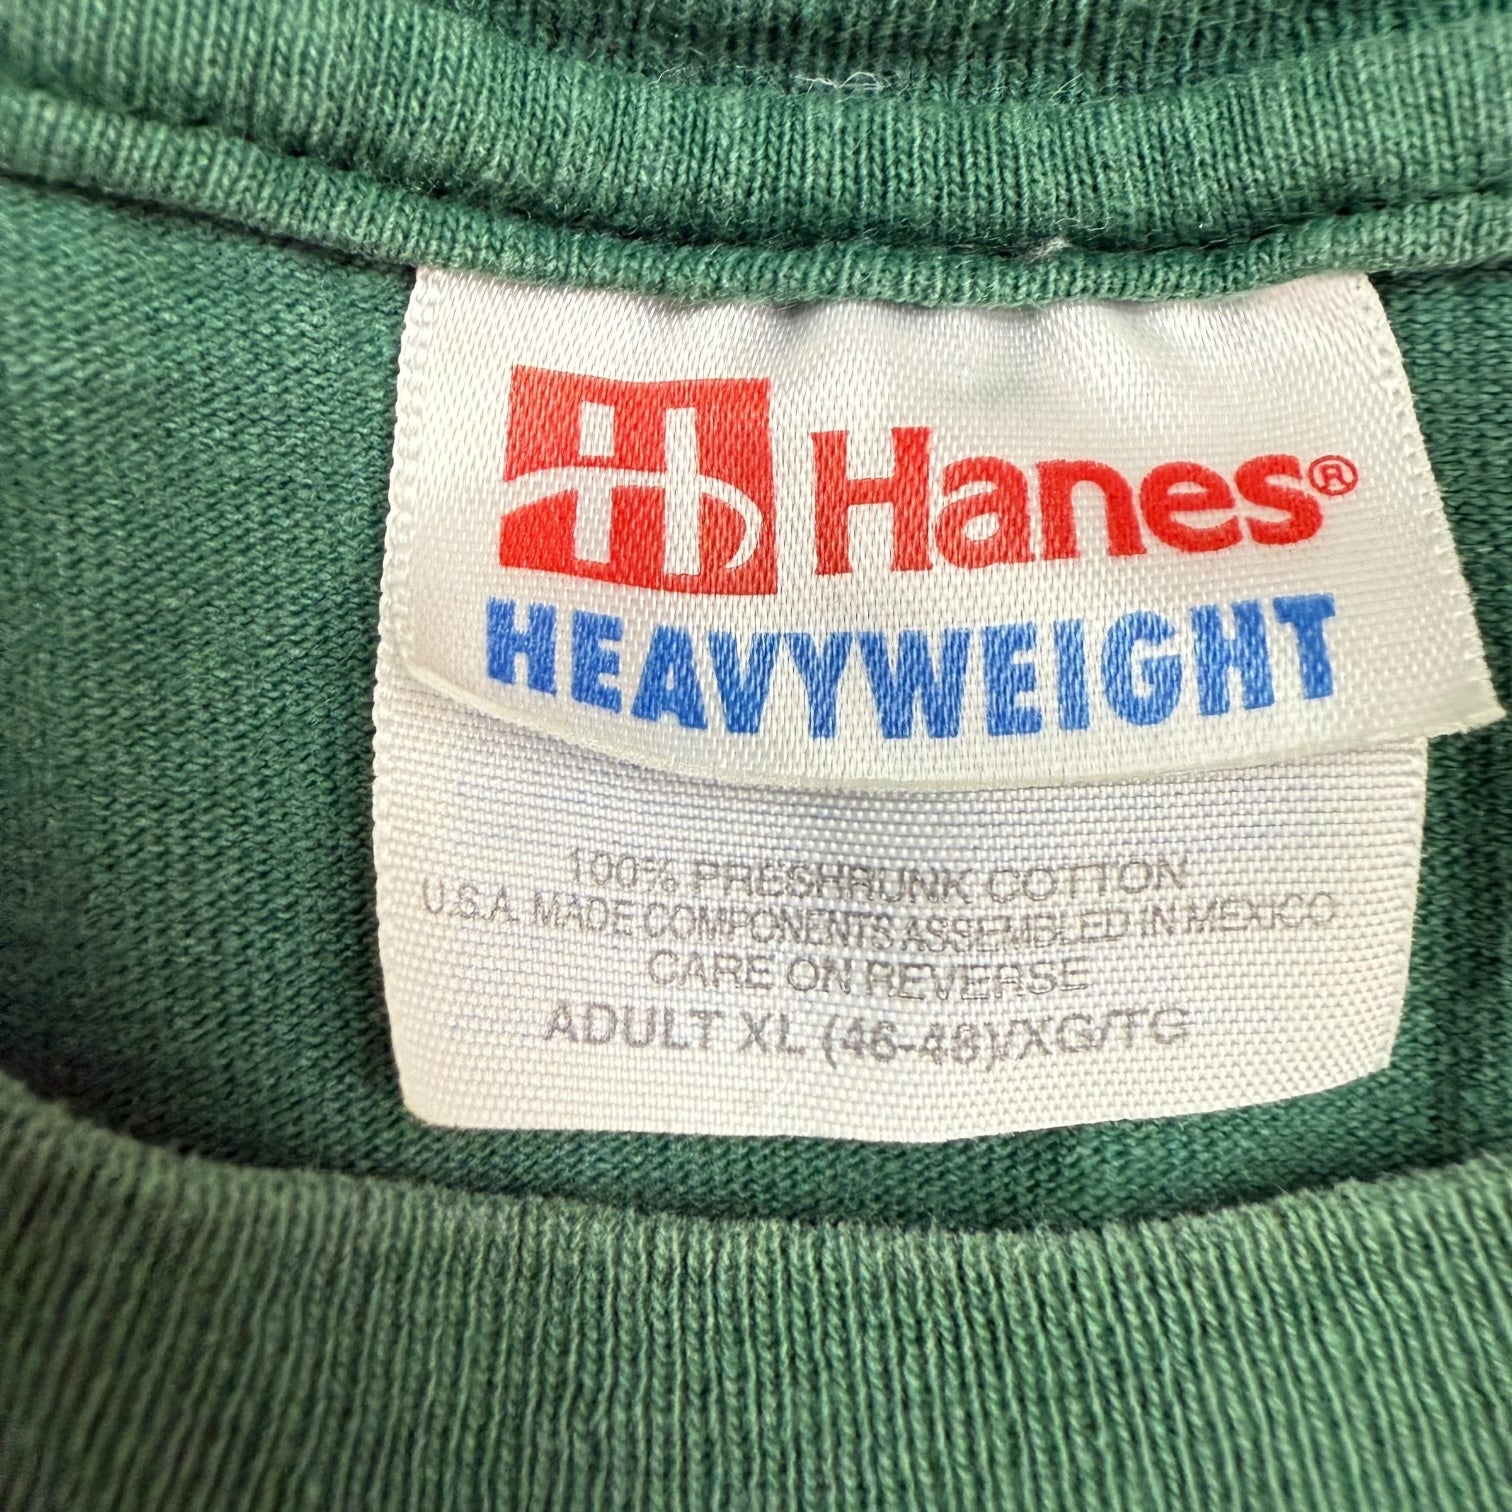 H Hanes®
HEAVYWEIGHT
100% PRESHRUNK COTTON
U.S.A. MADE COMPONENTS ASSEMBLED IN MEXICO
CARE ON REVERSE
ADULT XL (46-48)/XG/TG